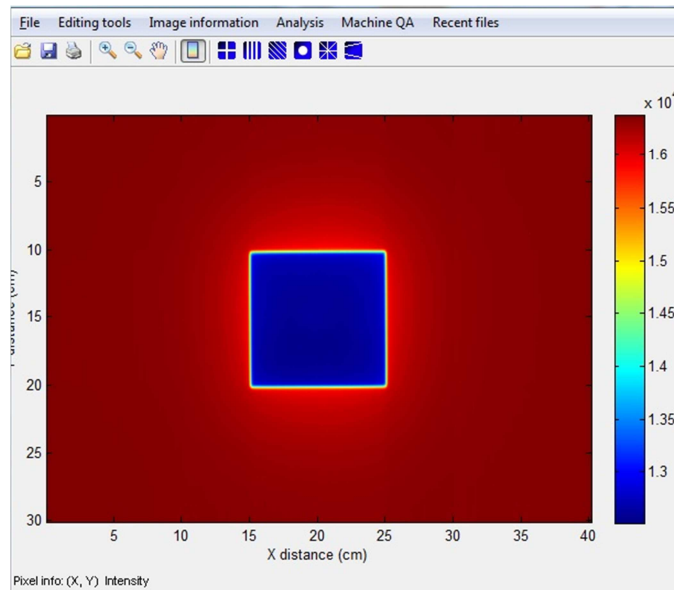 File Editing tools Image information Analysis Machine QA Recent files
x 10
1.6
1.55
1.5
1.45
1.4
1.35
1.3
5
10
15
20
25
30
distance (cm)
5 10 15 20 25 30 35 40
X distance (cm)
Pixel info: (X, Y) Intensity